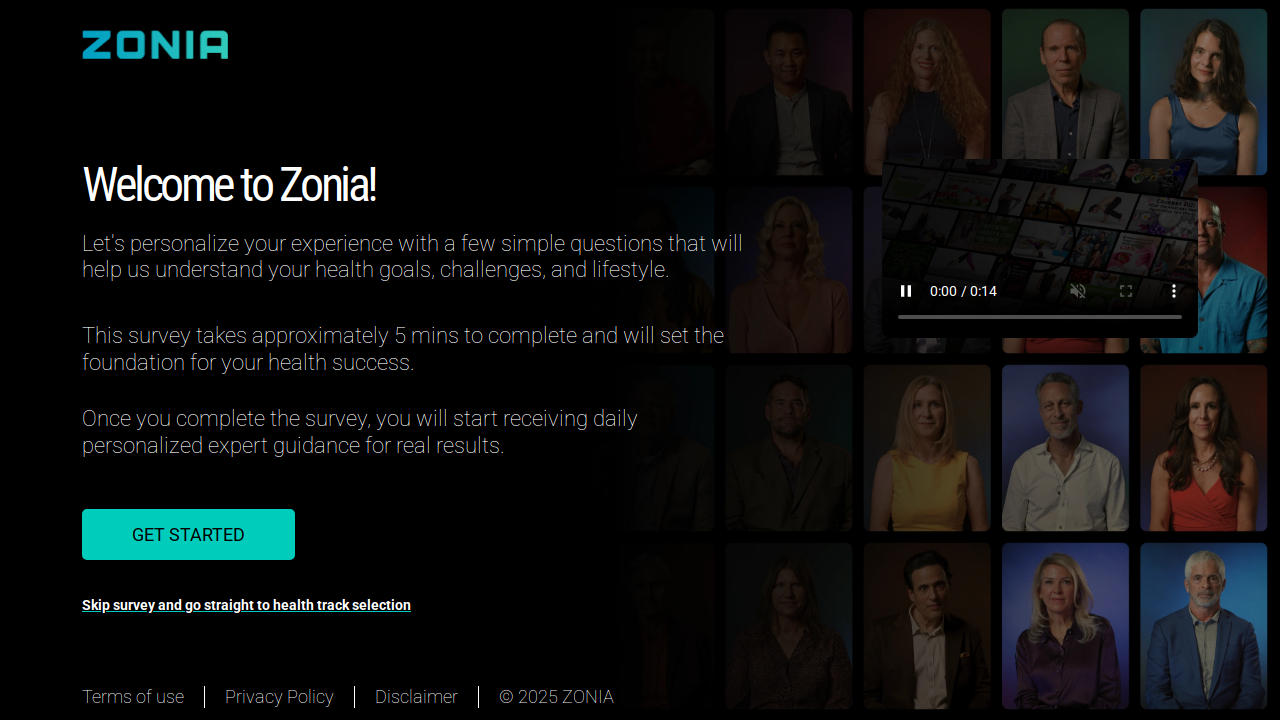 ZONIA
Welcome to Zonia!
Let's personalize your experience with a few simple questions that will
help us understand your health goals, challenges, and lifestyle.
This survey takes approximately 5 mins to complete and will set the
foundation for your health success.
Once you complete the survey, you will start receiving daily
personalized expert guidance for real results.
0:00 / 0:14
GET STARTED
Skip survey and go straight to health track selection
Terms of use
Privacy Policy
Disclaimer
© 2025 ZONIA